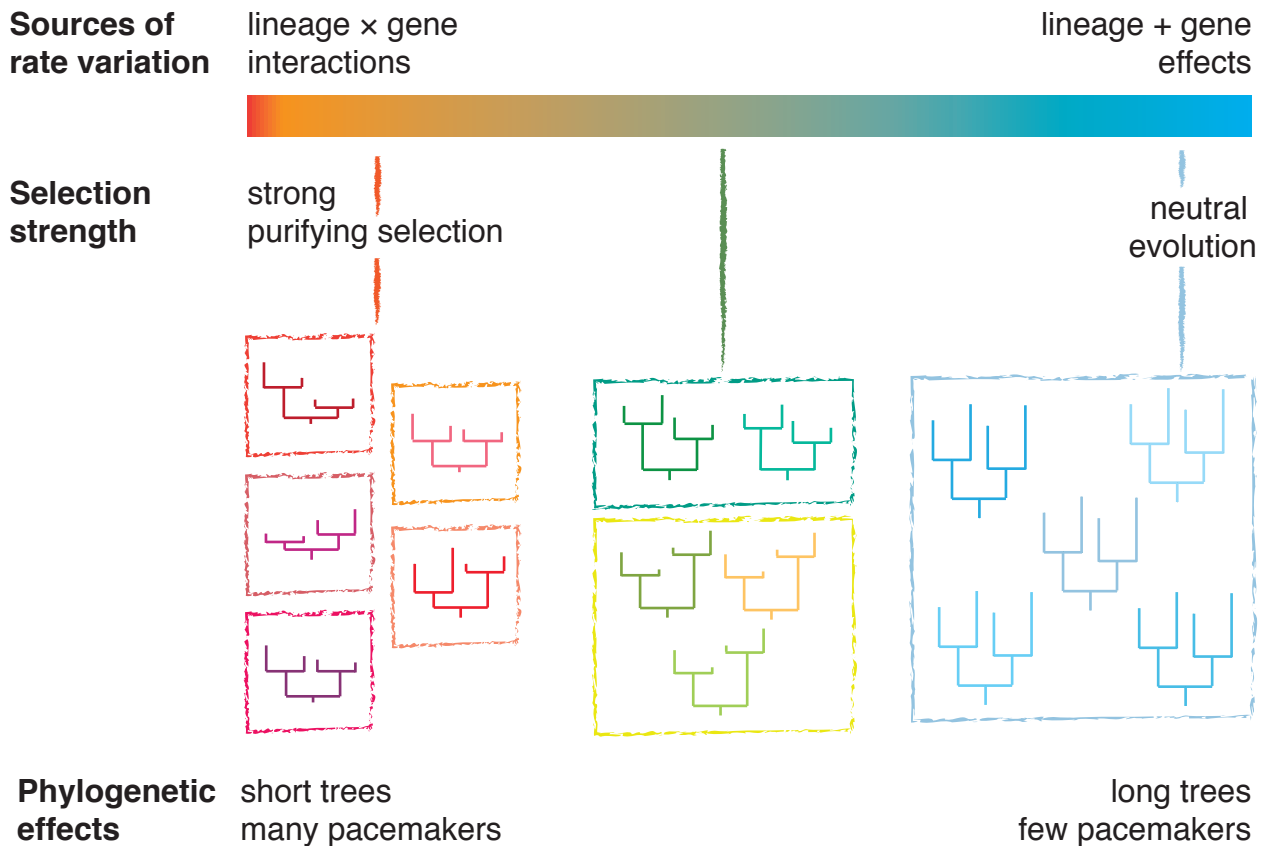 Sources of
rate variation
lineage × gene
interactions
lineage + gene
effects
Selection
strength
strong
purifying selection
neutral
evolution
Phylogenetic
effects
short trees
many pacemakers
long trees
few pacemakers